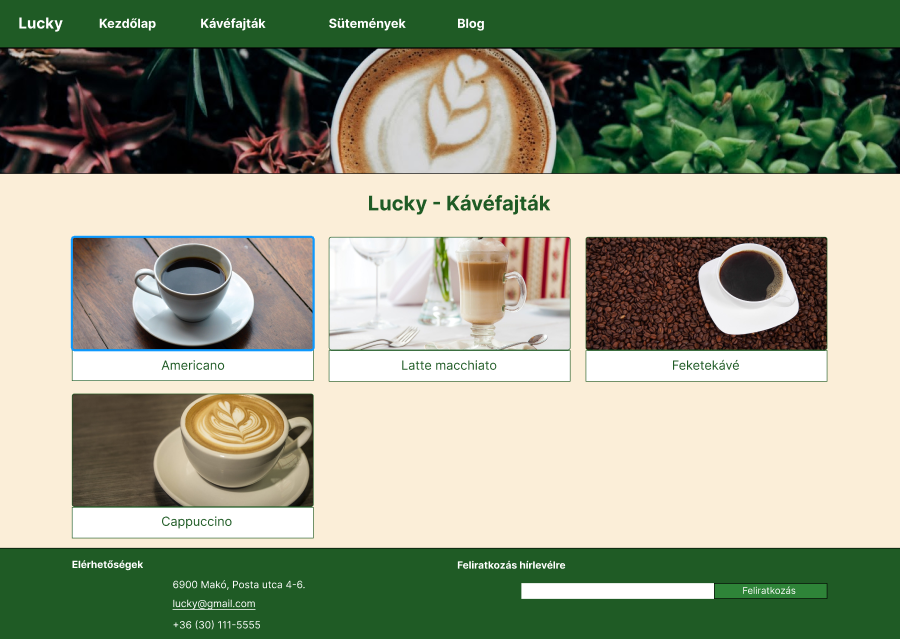 Lucky Kezdőlap Kávéfajták Sütemények Blog
Lucky - Kávéfajták
Americano
Latte macchiato
Feketekávé
Cappuccino
Elérhetőségek
6900 Makó, Posta utca 4-6.
lucky@gmail.com
+36 (30) 111-5555
Feliratkozás hírlevélre
Feliratkozás